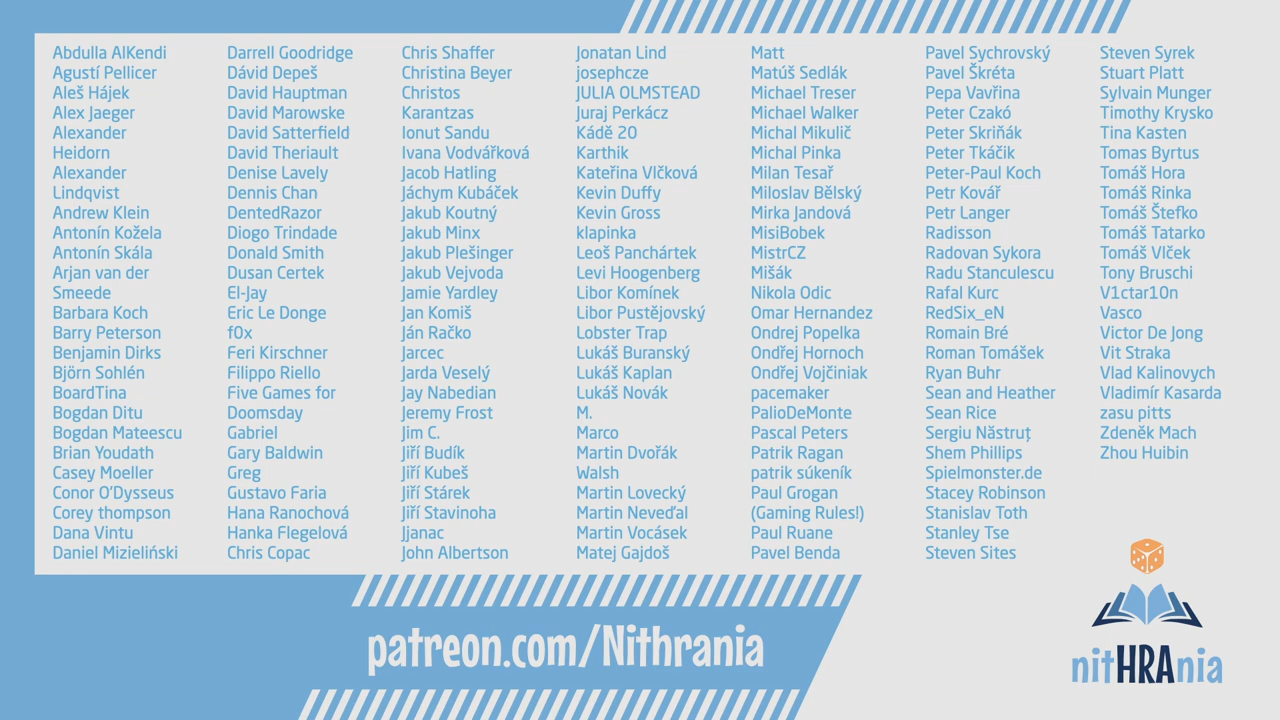 Abdulla AlKendi
Agustí Pellicer
Aleš Hájek
Alex Jaeger
Alexander
Heidorn
Alexander
Lindqvist
Andrew Klein
Antonín Kožela
Antonín Skála
Arjan van der
Smeede
Barbara Koch
Barry Peterson
Benjamin Dirks
Björn Sohlén
BoardTina
Bogdan Ditu
Bogdan Mateescu
Brian Youdath
Casey Moeller
Conor O'Dysseus
Corey thompson
Dana Vintu
Daniel Mizieliński
Darrell Goodridge
Dávid Depeš
David Hauptman
David Marowske
David Satterfield
David Theriault
Denise Lavely
Dennis Chan
DentedRazor
Diogo Trindade
Donald Smith
Dusan Certek
El-Jay
Eric Le Donge
f0x
Feri Kirschner
Filippo Riello
Five Games for
Doomsday
Gabriel
Gary Baldwin
Greg
Gustavo Faria
Hana Ranochová
Hanka Flegelová
Chris Copac
Chris Shaffer
Christina Beyer
Christos
Karantzas
Ionut Sandu
Ivana Vodvářková
Jacob Hatling
Jáchym Kubáček
Jakub Koutný
Jakub Minx
Jakub Plešinger
Jakub Vejvoda
Jamie Yardley
Jan Komiš
Ján Račko
Jarcec
Jarda Veselý
Jay Nabedian
Jeremy Frost
Jim C.
Jiří Budík
Jiří Kubeš
Jiří Stárek
Jiří Stavinoha
Jjanac
John Albertson
Jonatan Lind
josephcze
JULIA OLMSTEAD
Juraj Perkácz
Kádě 20
Karthik
Kateřina Vlčková
Kevin Duffy
Kevin Gross
klapinka
Leoš Panchártek
Levi Hoogenberg
Libor Komínek
Libor Pustějovský
Lobster Trap
Lukáš Buranský
Lukáš Kaplan
Lukáš Novák
M.
Marco
Martin Dvořák
Walsh
Martin Lovecký
Martin Neveďal
Martin Vocásek
Matej Gajdoš
Matt
Matúš Sedlák
Michael Treser
Michael Walker
Michal Mikulič
Michal Pinka
Milan Tesař
Miloslav Bělský
Mirka Jandová
MisiBobek
MistrCZ
Mišák
Nikola Odic
Omar Hernandez
Ondrej Popelka
Ondřej Hornoch
Ondřej Vojčiniak
pacemaker
PalioDeMonte
Pascal Peters
Patrik Ragan
patrik súkeník
Paul Grogan
(Gaming Rules!)
Paul Ruane
Pavel Benda
Pavel Sychrovský
Pavel Škréta
Pepa Vavřina
Peter Czakó
Peter Skriňák
Peter Tkáčik
Peter-Paul Koch
Petr Kovář
Petr Langer
Radisson
Radovan Sykora
Radu Stanculescu
Rafal Kurc
RedSix_eN
Romain Bré
Roman Tomášek
Ryan Buhr
Sean and Heather
Sean Rice
Sergiu Năstruț
Shem Phillips
Spielmonster.de
Stacey Robinson
Stanislav Toth
Stanley Tse
Steven Sites
Steven Syrek
Stuart Platt
Sylvain Munger
Timothy Krysko
Tina Kasten
Tomas Byrtus
Tomáš Hora
Tomáš Rinka
Tomáš Štefko
Tomáš Tatarko
Tomáš Vlček
Tony Bruschi
V1ctar10n
Vasco
Victor De Jong
Vit Straka
Vlad Kalinovych
Vladimír Kasarda
zasu pitts
Zdeněk Mach
Zhou Huibin
patreon.com/Nithrania
nitHRAnia